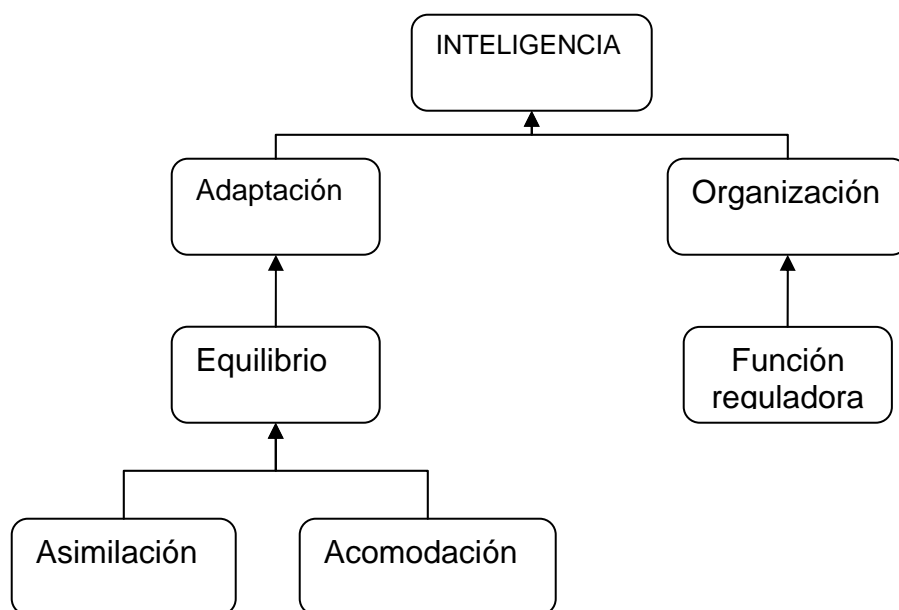 INTELIGENCIA
Adaptación
Organización
Equilibrio
Función
reguladora
Asimilación
Acomodación